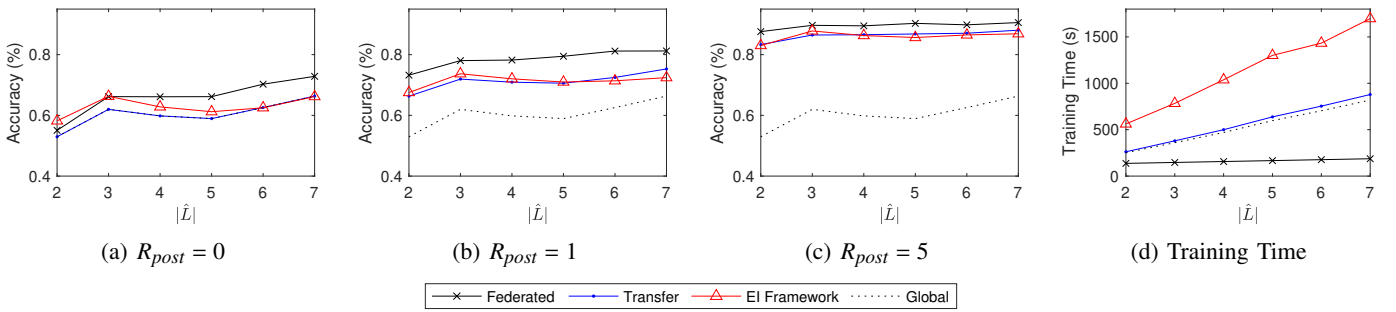 Accuracy (%)
0.8
0.6
0.4
2 3 4 5 6 7
|L̂|
(a) R_post = 0
Accuracy (%)
0.8
0.6
0.4
2 3 4 5 6 7
|L̂|
(b) R_post = 1
Accuracy (%)
0.8
0.6
0.4
2 3 4 5 6 7
|L̂|
(c) R_post = 5
Training Time (s)
1500
1000
500
0
2 3 4 5 6 7
|L̂|
(d) Training Time
Federated Transfer EI Framework Global